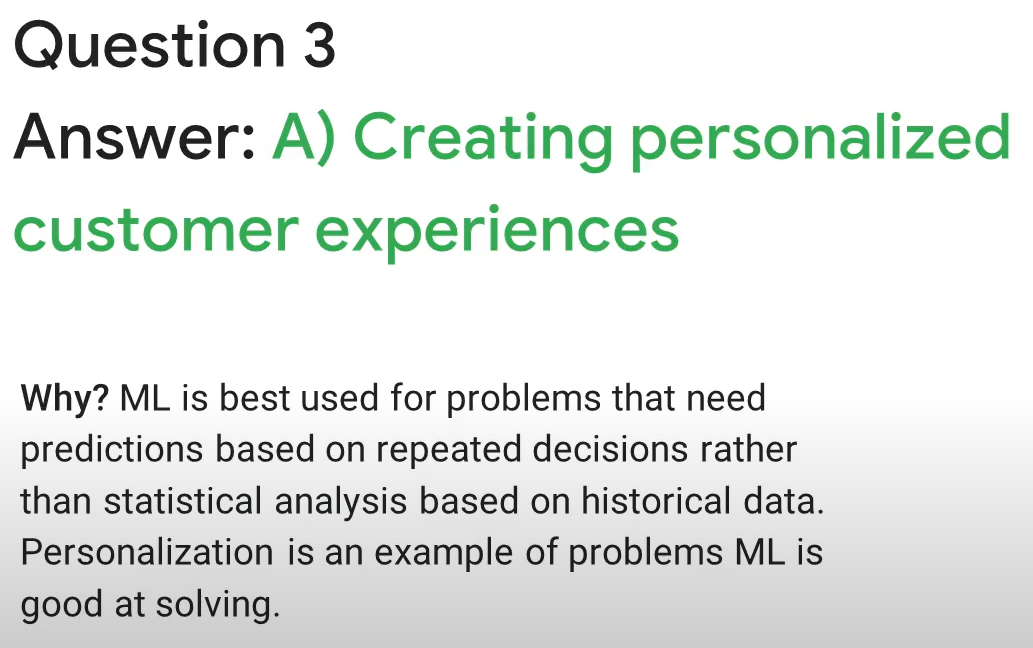 Question 3
Answer: A) Creating personalized
customer experiences
Why? ML is best used for problems that need
predictions based on repeated decisions rather
than statistical analysis based on historical data.
Personalization is an example of problems ML is
good at solving.